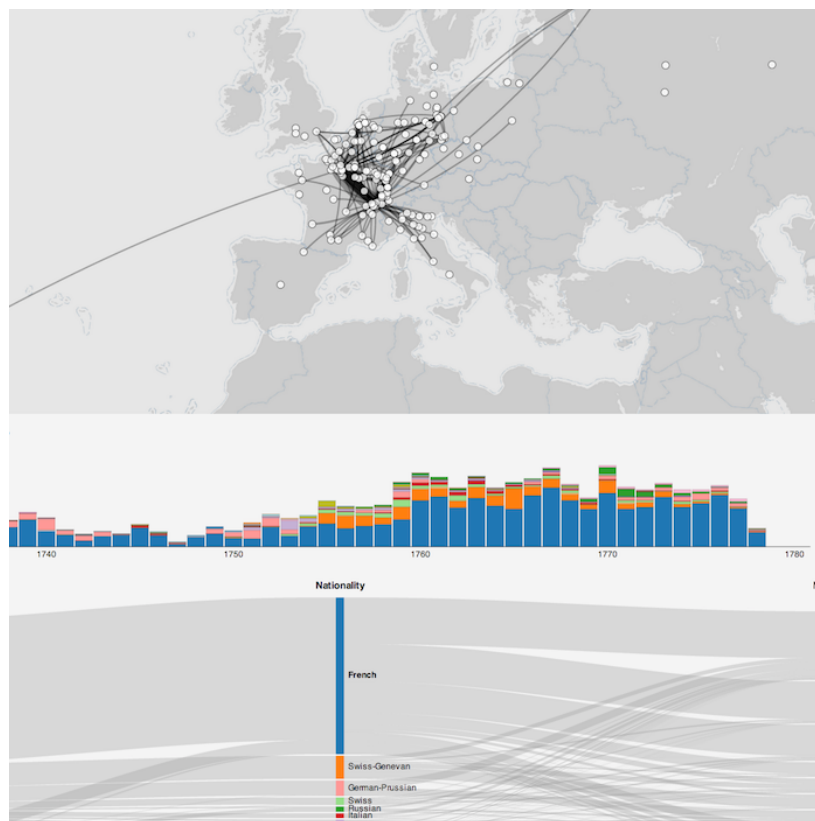 1740 1750 1760 1770 1780
Nationality
French
Swiss-Genevan
German-Prussian
Swiss
Russian
Italian